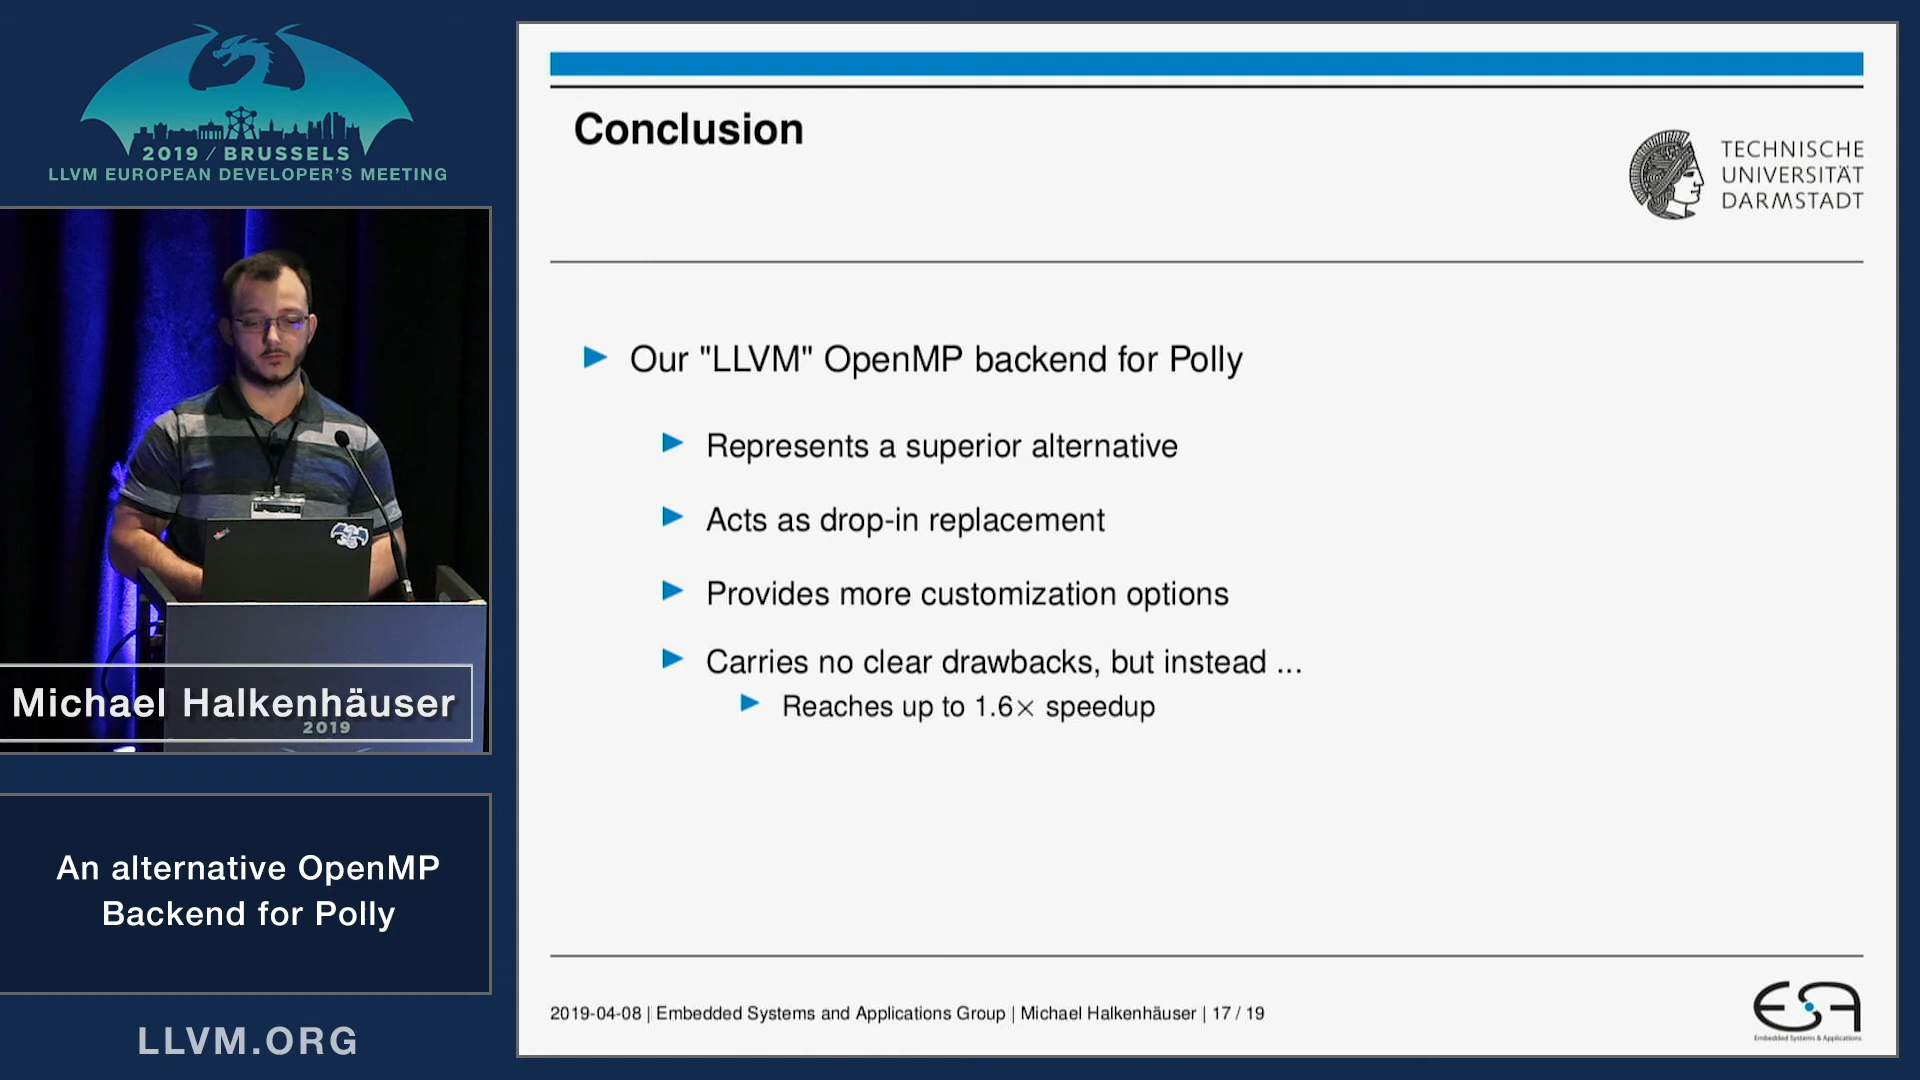 2019 / BRUSSELS
LLVM EUROPEAN DEVELOPER'S MEETING
Michael Halkenhäuser
2019
An alternative OpenMP
Backend for Polly
LLVM.ORG
Conclusion
TECHNISCHE
UNIVERSITÄT
DARMSTADT
Our "LLVM" OpenMP backend for Polly
Represents a superior alternative
Acts as drop-in replacement
Provides more customization options
Carries no clear drawbacks, but instead ...
Reaches up to 1.6× speedup
2019-04-08 | Embedded Systems and Applications Group | Michael Halkenhäuser | 17 / 19
ESA
Embedded Systems & Applications